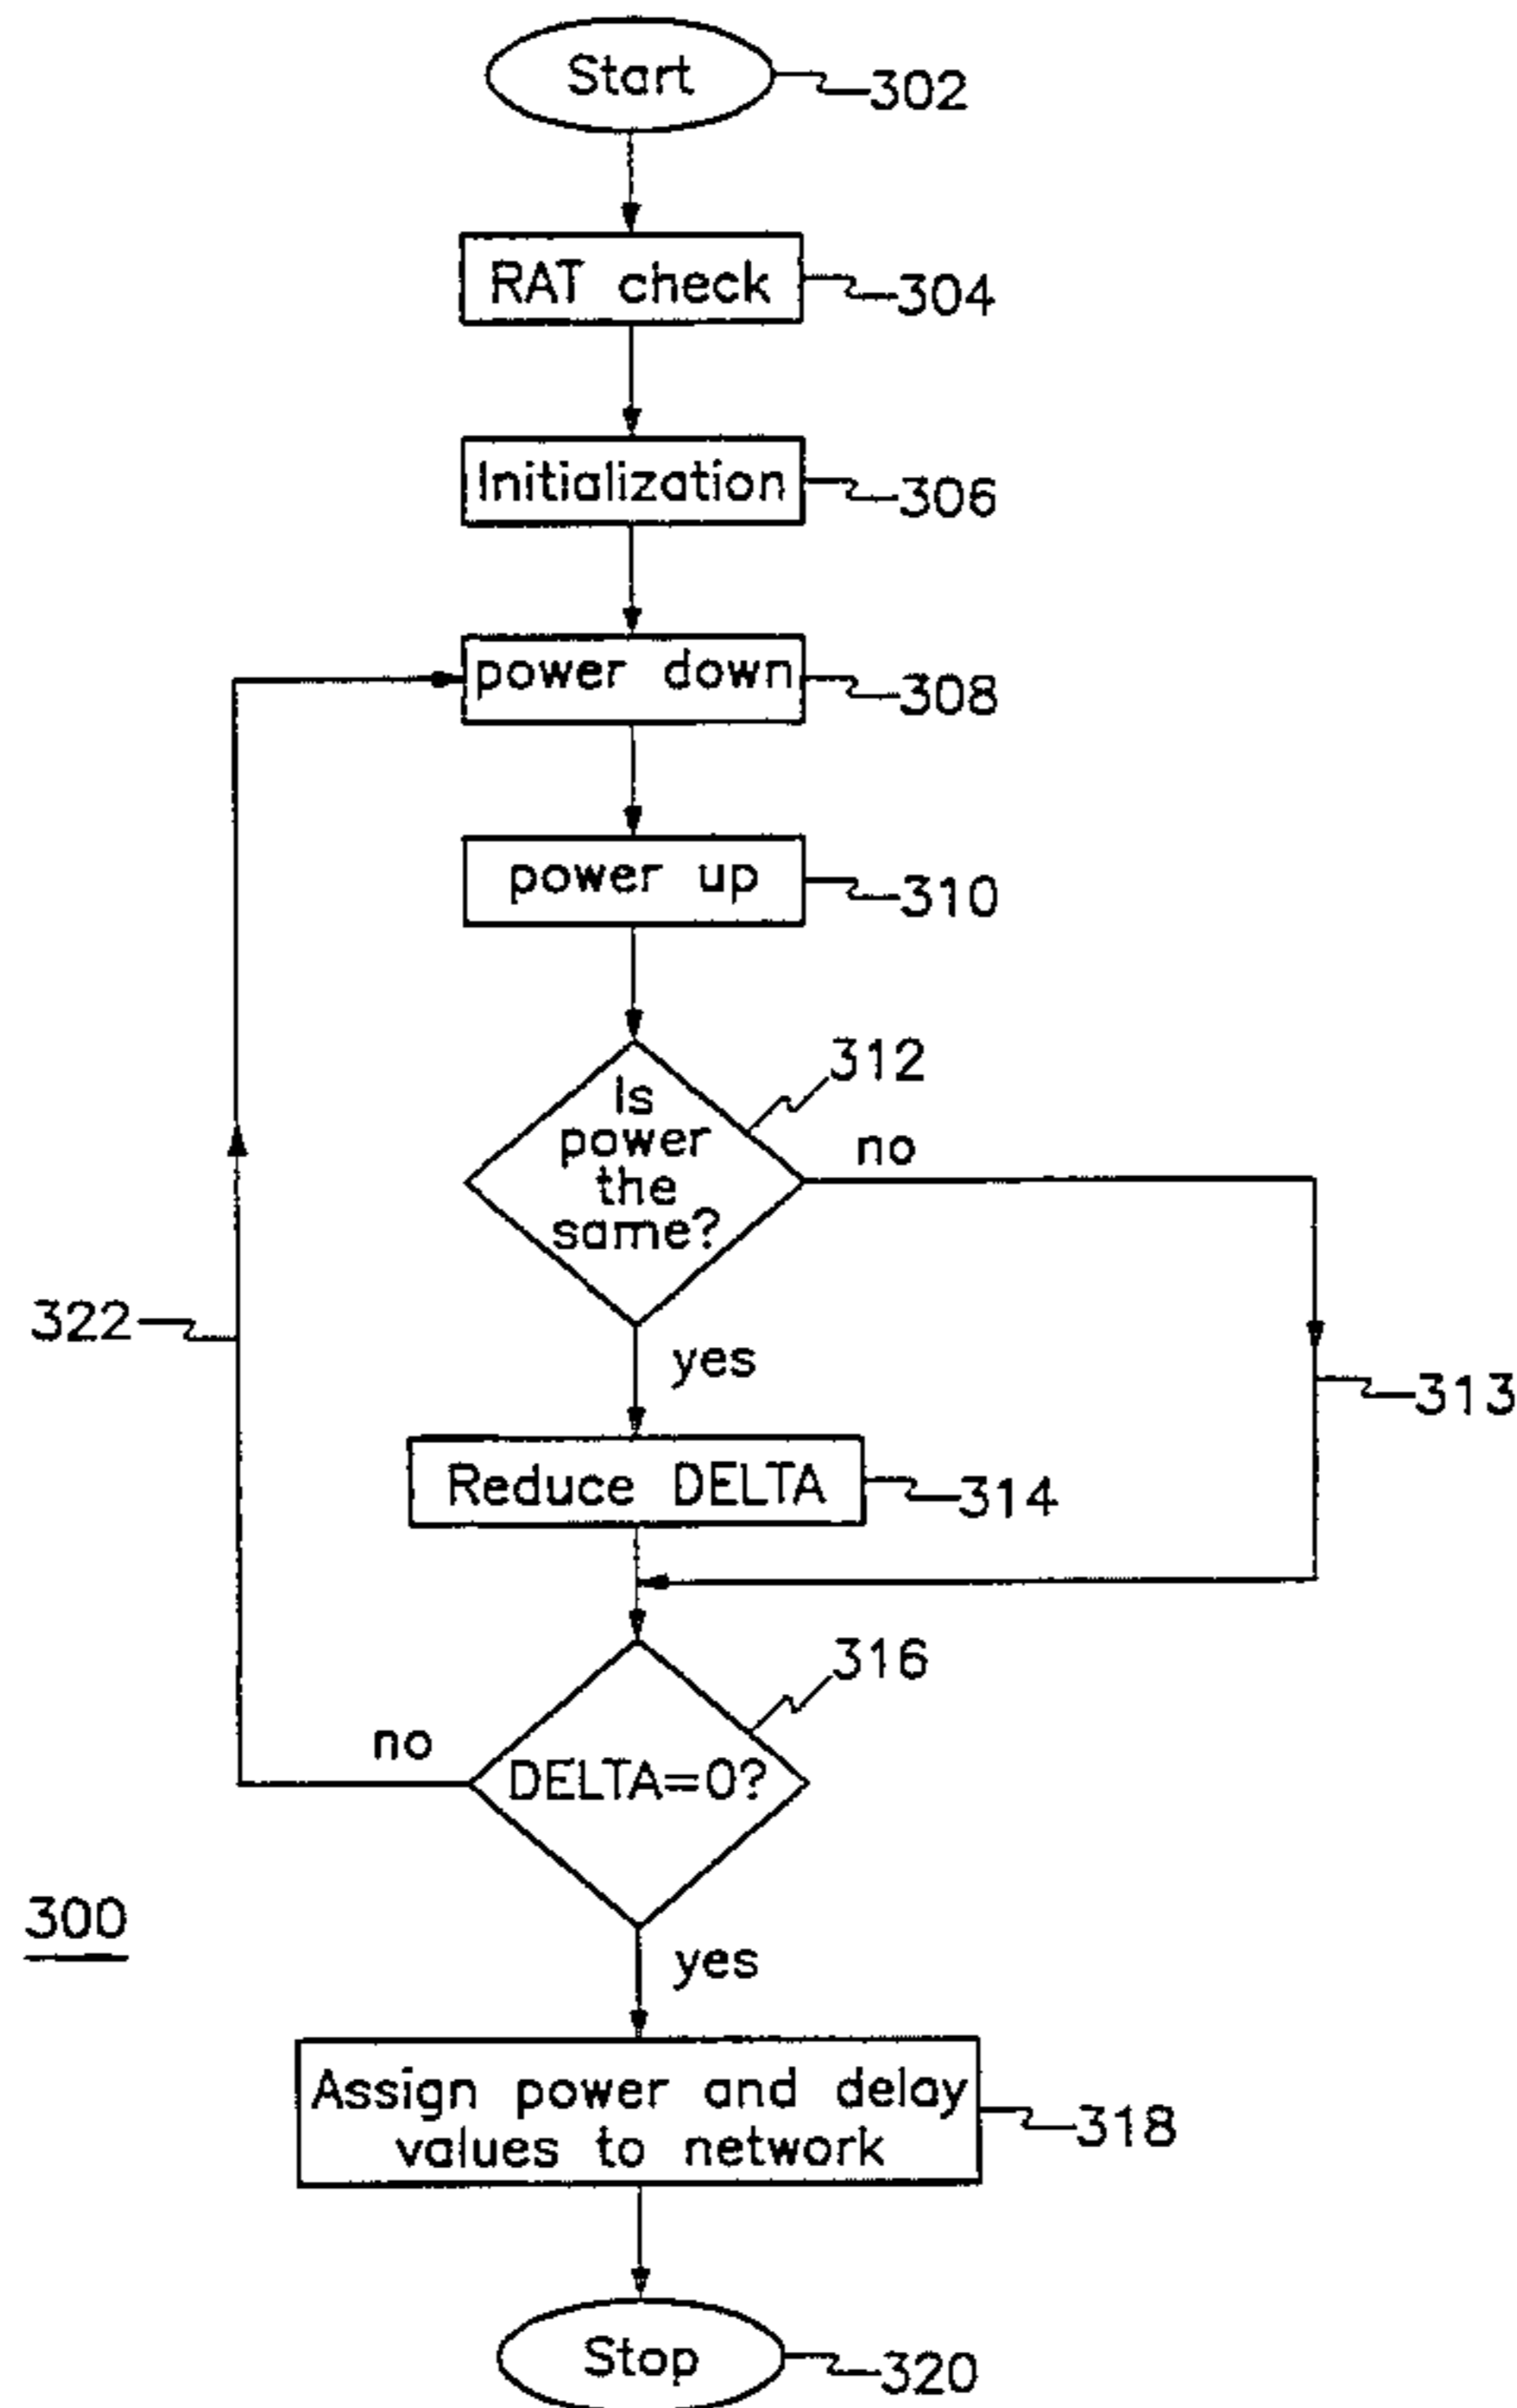 Start
302
RAT check
304
Initialization
306
power down
308
power up
310
312
Is
power
the
same?
no
322
yes
313
Reduce DELTA
314
316
no
DELTA=0?
300
yes
Assign power and delay
values to network
318
Stop
320